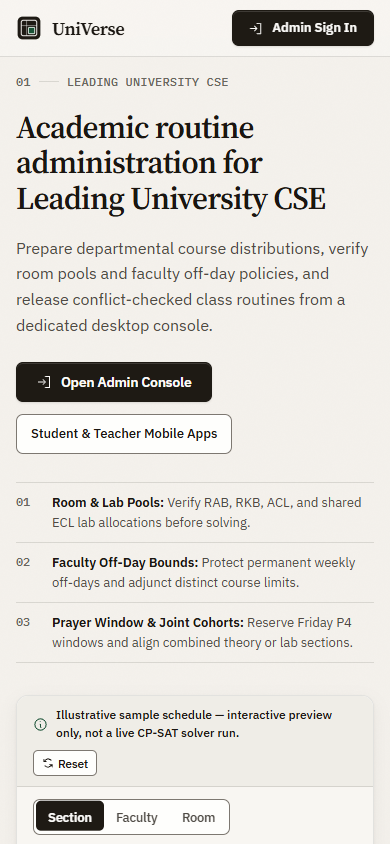 UniVerse
Admin Sign In
01 — LEADING UNIVERSITY CSE
Academic routine
administration for
Leading University CSE
Prepare departmental course distributions, verify
room pools and faculty off-day policies, and
release conflict-checked class routines from a
dedicated desktop console.
Open Admin Console
Student & Teacher Mobile Apps
01 Room & Lab Pools: Verify RAB, RKB, ACL, and shared
ECL lab allocations before solving.
02 Faculty Off-Day Bounds: Protect permanent weekly
off-days and adjunct distinct course limits.
03 Prayer Window & Joint Cohorts: Reserve Friday P4
windows and align combined theory or lab sections.
Illustrative sample schedule — interactive preview
only, not a live CP-SAT solver run.
Reset
Section Faculty Room